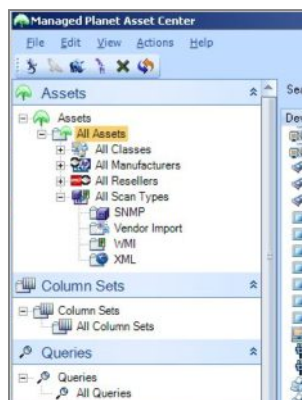 Managed Planet Asset Center
File Edit View Actions Help
Assets
Sea
Assets
Dev
All Assets
All Classes
All Manufacturers
All Resellers
All Scan Types
SNMP
Vendor Import
WMI
XML
Column Sets
Column Sets
All Column Sets
Queries
Queries
All Queries